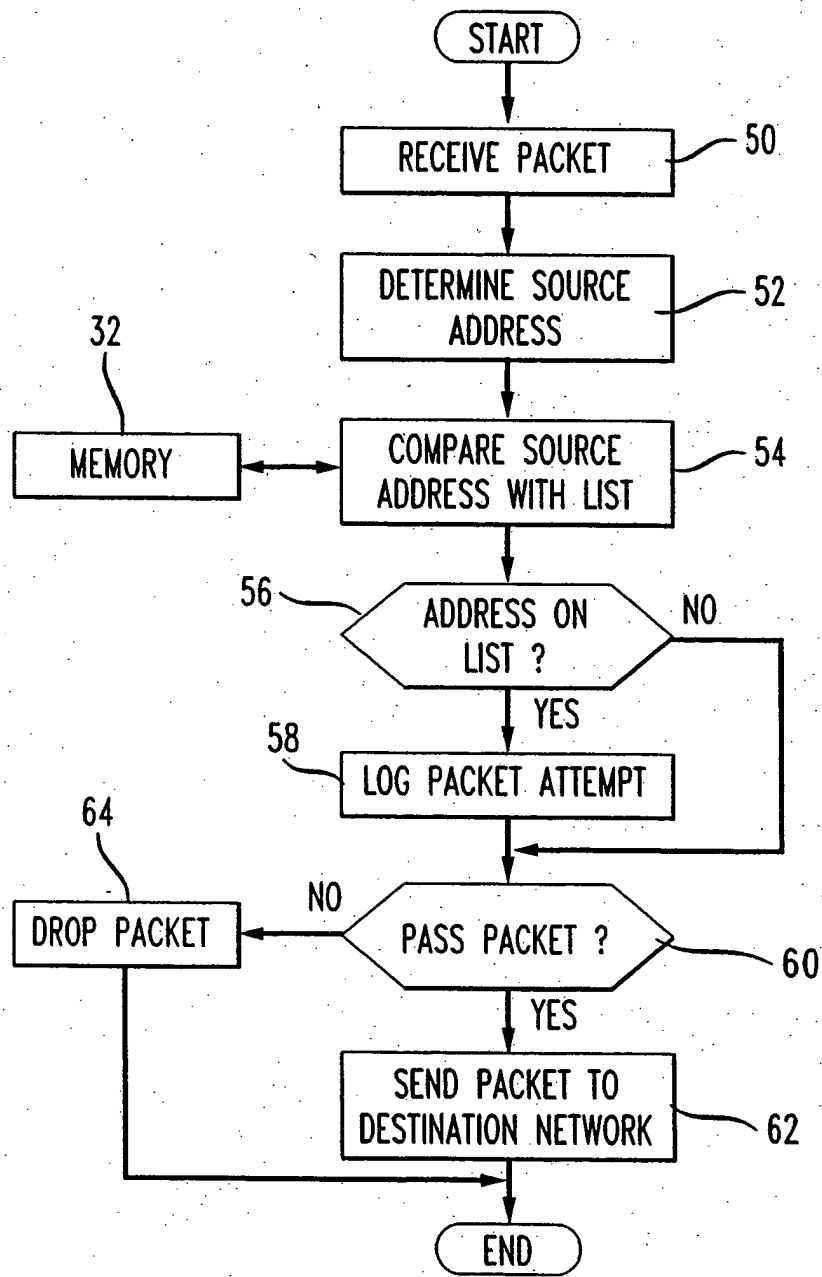 START
RECEIVE PACKET
50
DETERMINE SOURCE
ADDRESS
52
32
MEMORY
COMPARE SOURCE
ADDRESS WITH LIST
54
56
ADDRESS ON
LIST ?
NO
YES
58
LOG PACKET ATTEMPT
64
DROP PACKET
NO
PASS PACKET ?
60
YES
SEND PACKET TO
DESTINATION NETWORK
62
END